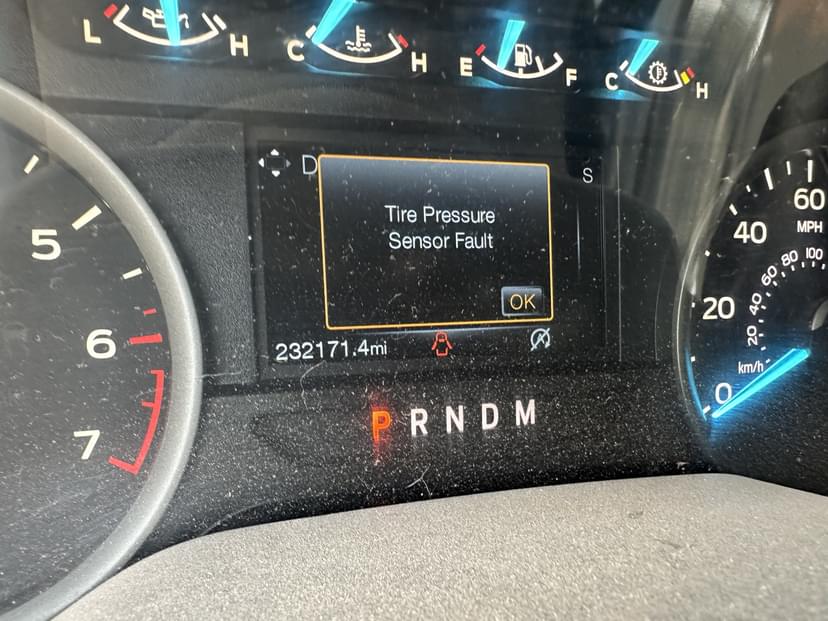 L H C H E F C H
D S
Tire Pressure
Sensor Fault
OK
232171.4mi
P R N D M
5
6
7
0 20 40 60
MPH
20 40 60 80 100
km/h